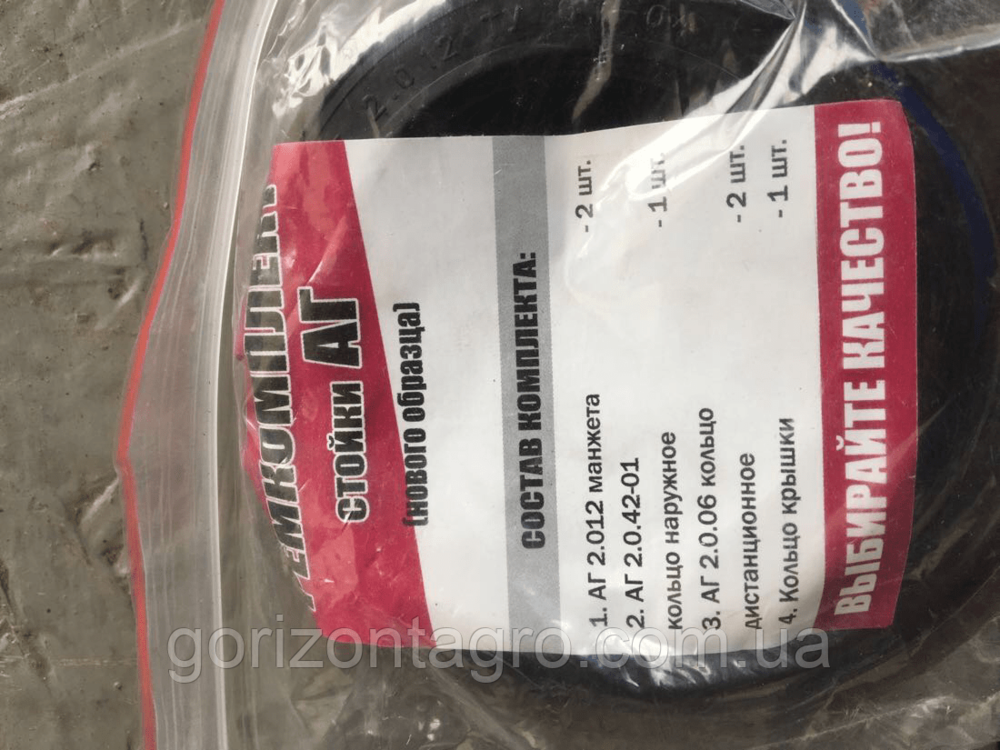 РЕМКОМПЛЕКТ
СТОЙКИ АГ
(нового образца)
СОСТАВ КОМПЛЕКТА:
1. АГ 2.012 манжета - 2 шт.
2. АГ 2.0.42-01
кольцо наружное - 1 шт.
3. АГ 2.0.06 кольцо
дистанционное - 2 шт.
4. Кольцо крышки - 1 шт.
ВЫБИРАЙТЕ КАЧЕСТВО!
gorizontagro.com.ua